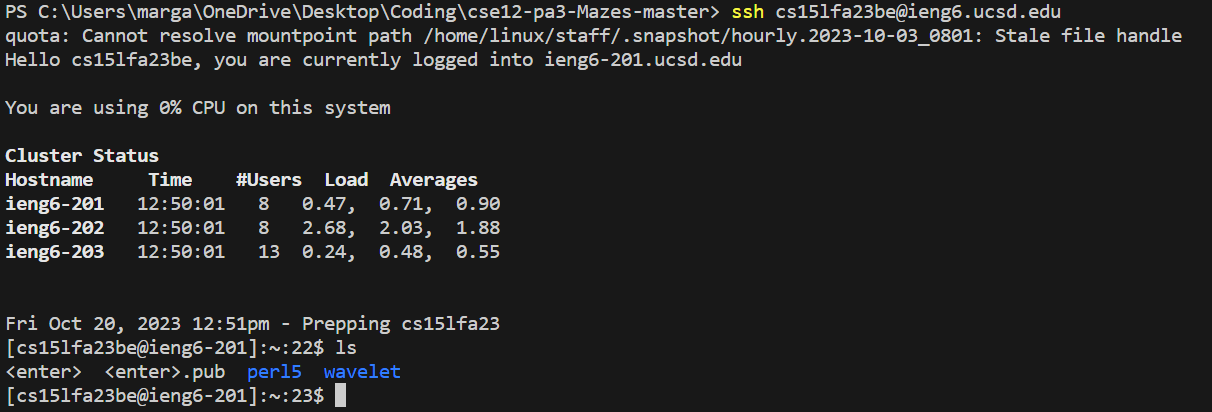 PS C:\Users\marga\OneDrive\Desktop\Coding\cse12-pa3-Mazes-master> ssh cs15lfa23be@ieng6.ucsd.edu
quota: Cannot resolve mountpoint path /home/linux/staff/.snapshot/hourly.2023-10-03_0801: Stale file handle
Hello cs15lfa23be, you are currently logged into ieng6-201.ucsd.edu
You are using 0% CPU on this system
Cluster Status
Hostname     Time    #Users  Load  Averages
ieng6-201   12:50:01   8   0.47,  0.71,  0.90
ieng6-202   12:50:01   8   2.68,  2.03,  1.88
ieng6-203   12:50:01   13  0.24,  0.48,  0.55
Fri Oct 20, 2023 12:51pm - Prepping cs15lfa23
[cs15lfa23be@ieng6-201]:~:22$ ls
<enter>  <enter>.pub  perl5  wavelet
[cs15lfa23be@ieng6-201]:~:23$